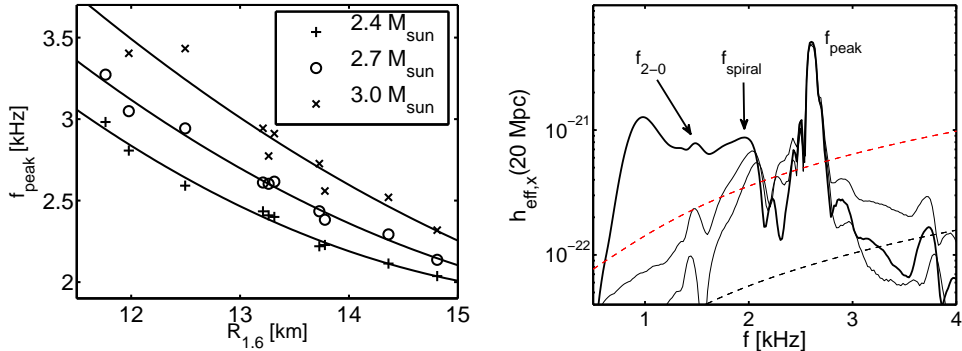 f_peak [kHz]
3.5
3
2.5
2
12 13 14 15
R_1.6 [km]
2.4 M_sun
2.7 M_sun
3.0 M_sun
h_eff,x (20 Mpc)
10^−21
10^−22
1 2 3 4
f [kHz]
f_2−0
f_spiral
f_peak